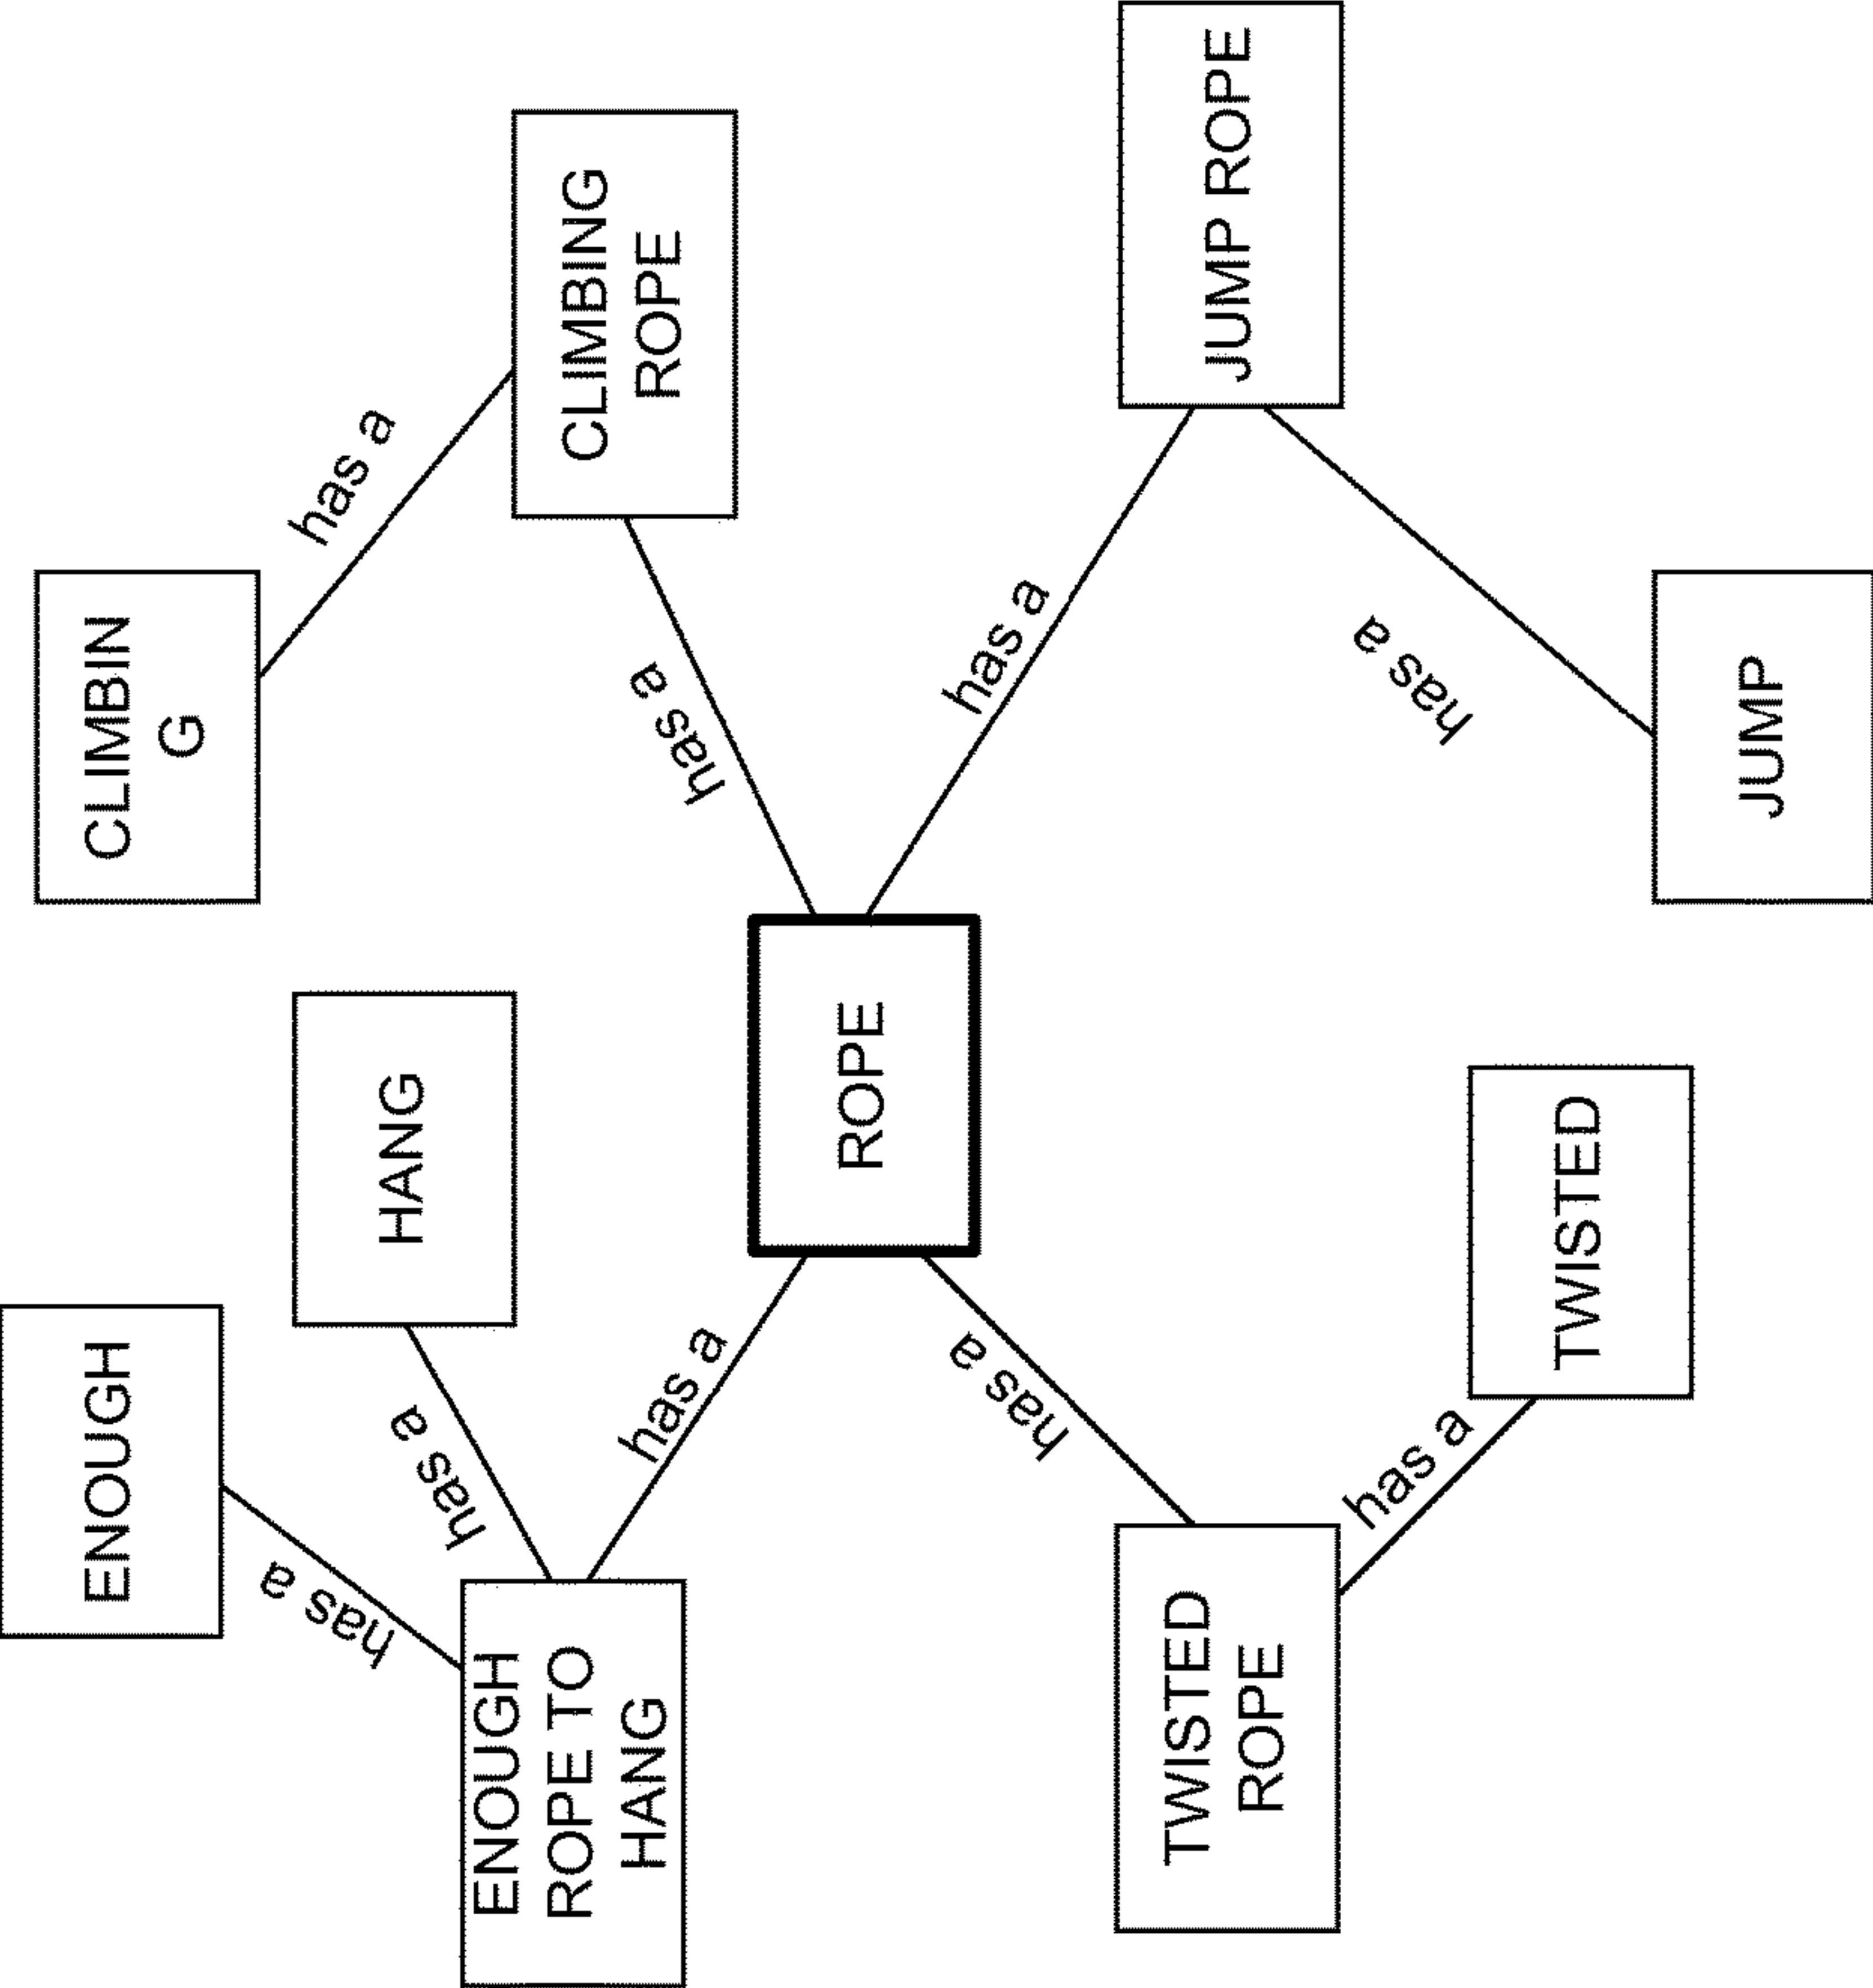 ENOUGH
CLIMBIN
G
has a
has a
HANG
has a
ENOUGH
ROPE TO
HANG
CLIMBING
ROPE
has a
has a
ROPE
has a
has a
TWISTED
ROPE
JUMP ROPE
has a
has a
TWISTED
JUMP